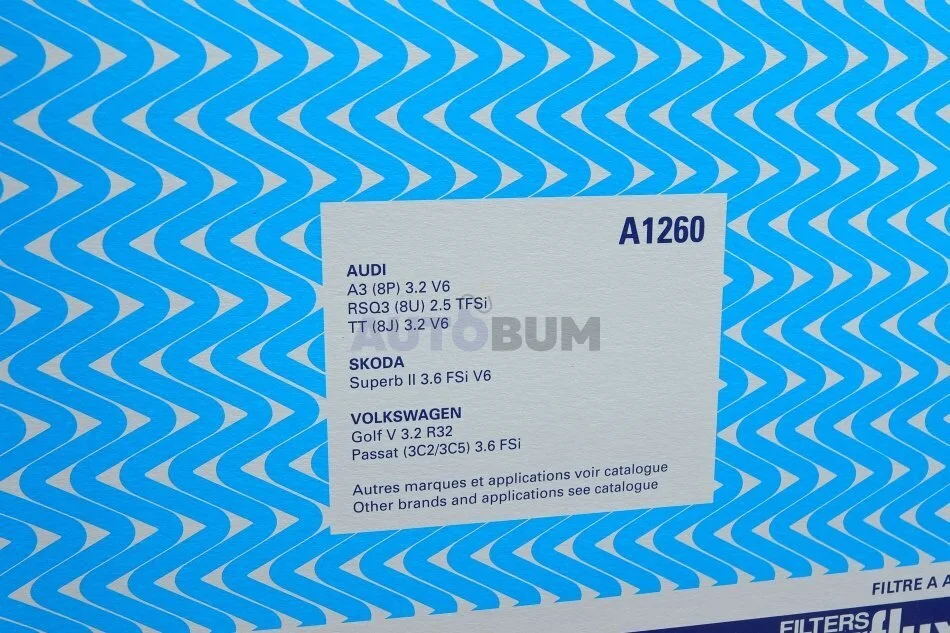 A1260
AUDI
A3 (8P) 3.2 V6
RSQ3 (8U) 2.5 TFSi
TT (8J) 3.2 V6
AUTOBUM
SKODA
Superb II 3.6 FSi V6
VOLKSWAGEN
Golf V 3.2 R32
Passat (3C2/3C5) 3.6 FSi
Autres marques et applications voir catalogue
Other brands and applications see catalogue
FILTRE A
FILTERS